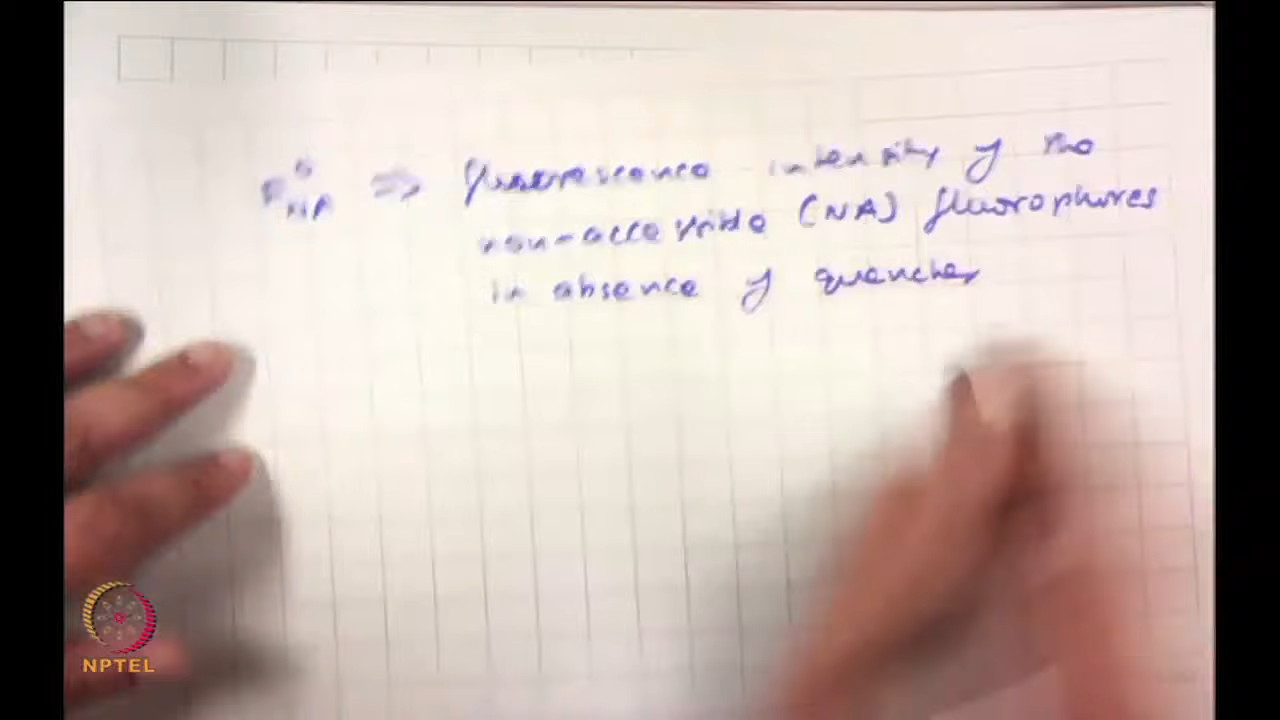 F°NA ⇒ fluorescence intensity of the
non-accessible (NA) fluorophores
in absence of quencher
NPTEL